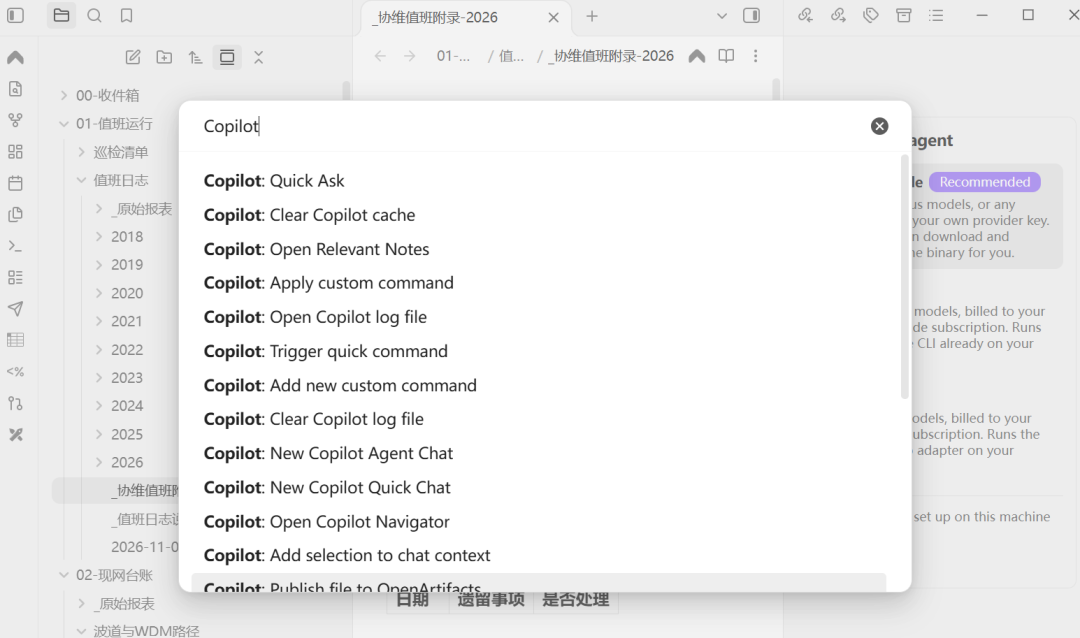 _协维值班附录-2026
01-... / 值... / _协维值班附录-2026
00-收件箱
01-值班运行
巡检清单
值班日志
_原始报表
2018
2019
2020
2021
2022
2023
2024
2025
2026
_协维值班附
_值班日志
2026-11-0
02-现网台账
_原始报表
波道与WDM路径
Copilot
Copilot: Quick Ask
Copilot: Clear Copilot cache
Copilot: Open Relevant Notes
Copilot: Apply custom command
Copilot: Open Copilot log file
Copilot: Trigger quick command
Copilot: Add new custom command
Copilot: Clear Copilot log file
Copilot: New Copilot Agent Chat
Copilot: New Copilot Quick Chat
Copilot: Open Copilot Navigator
Copilot: Add selection to chat context
Copilot: Publish file to OpenArtifacts
日期 遗留事项 是否处理
agent
Recommended
models, or any
your own provider key.
download and
binary for you.
models, billed to your
subscription. Runs
CLI already on your
billed to your
Runs the
adapter on your
set up on this machine